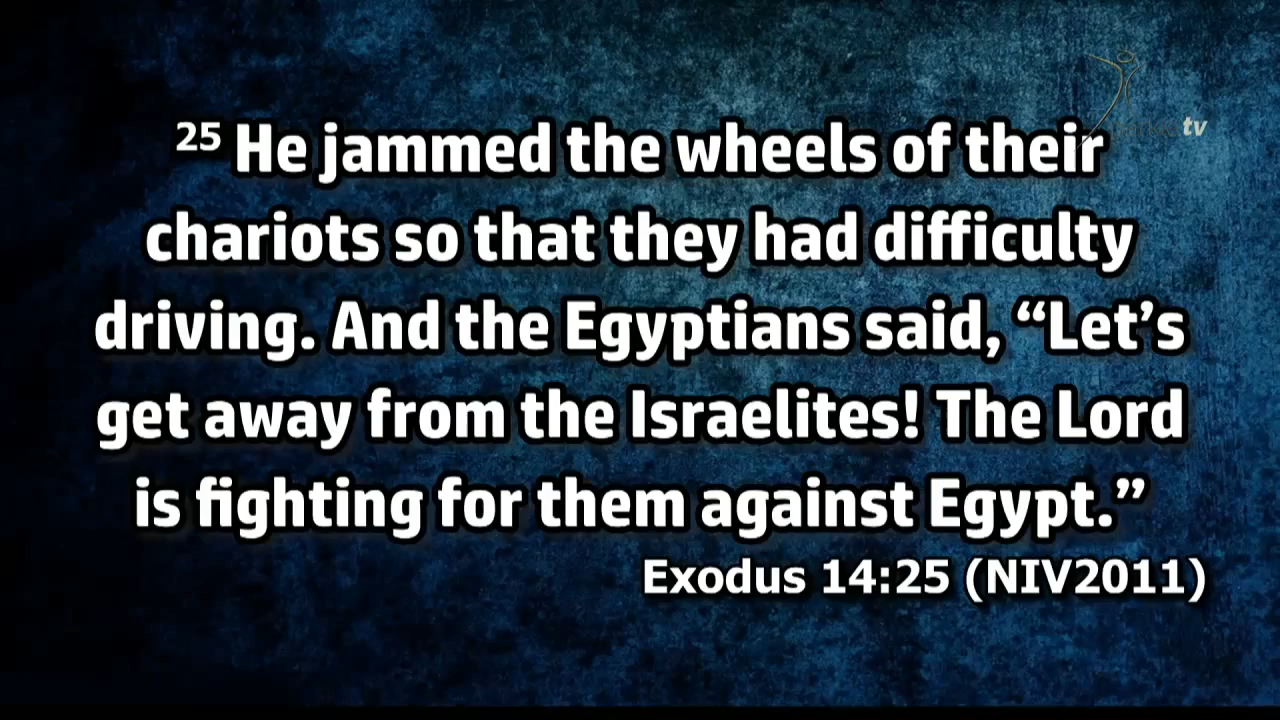 25 He jammed the wheels of their
chariots so that they had difficulty
driving. And the Egyptians said, “Let’s
get away from the Israelites! The Lord
is fighting for them against Egypt.”
Exodus 14:25 (NIV2011)
tv